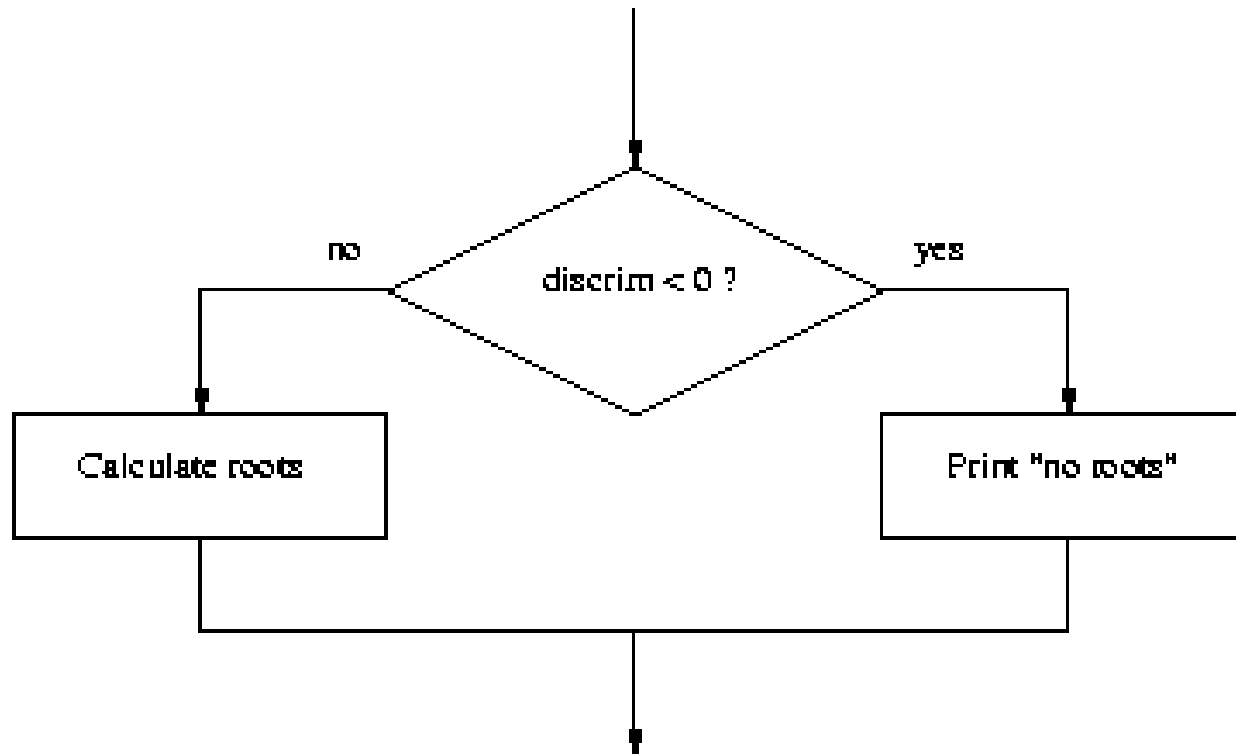 no
yes
discrim < 0 ?
Calculate roots
Print "no roots"